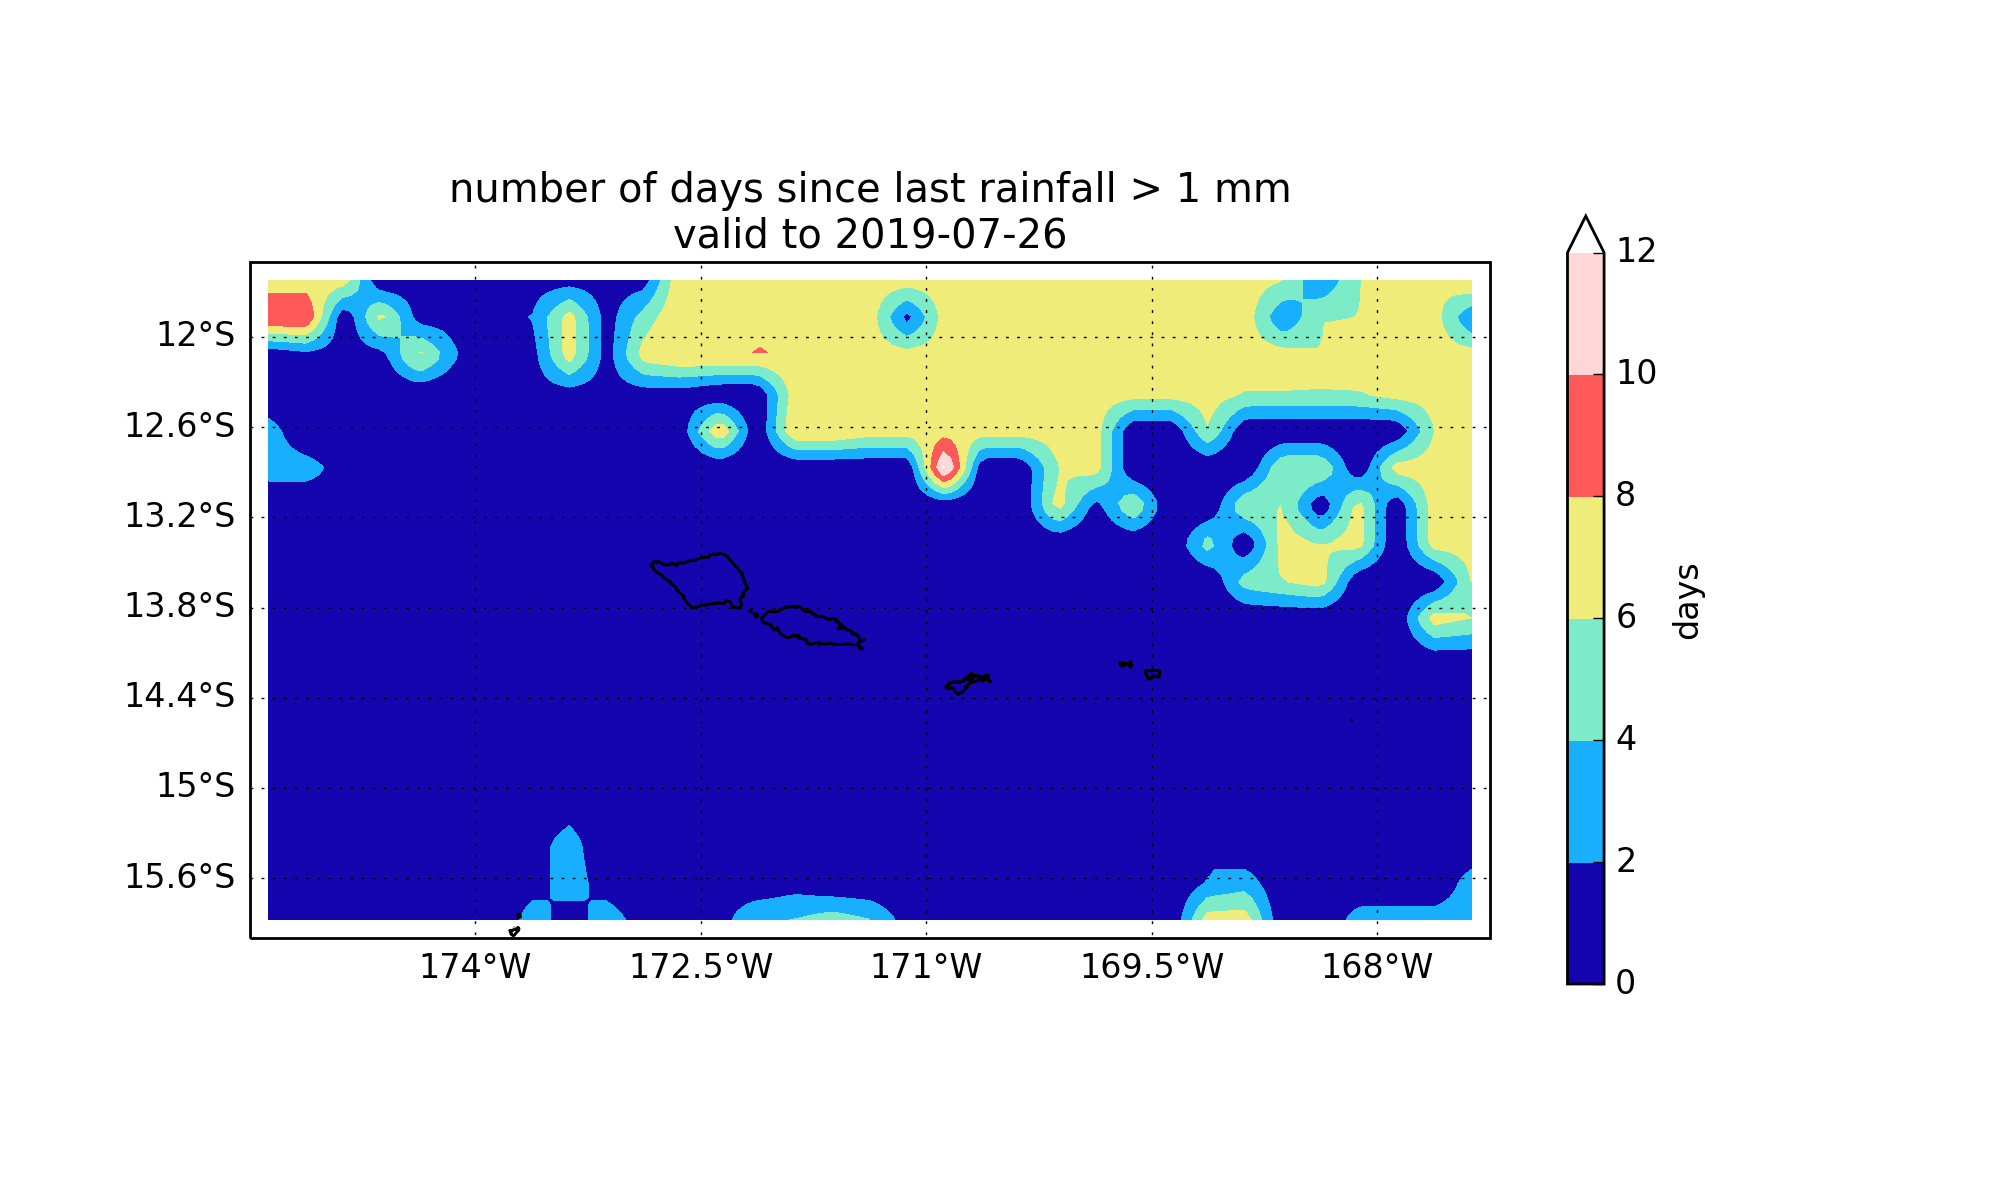 number of days since last rainfall > 1 mm
valid to 2019-07-26
12°S
12.6°S
13.2°S
13.8°S
14.4°S
15°S
15.6°S
174°W
172.5°W
171°W
169.5°W
168°W
12
10
8
6
4
2
0
days